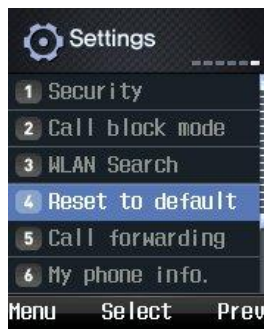 Settings
1 Security
2 Call block mode
3 WLAN Search
4 Reset to default
5 Call forwarding
6 My phone info.
Menu Select Prev